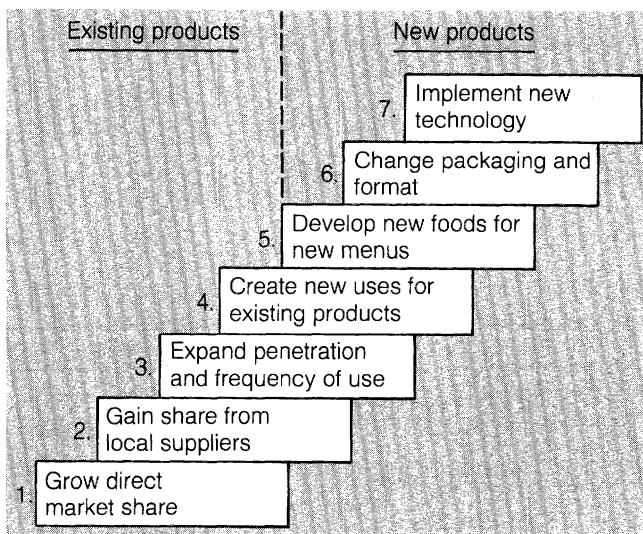 Existing products
New products
7. Implement new
technology
6. Change packaging and
format
5. Develop new foods for
new menus
4. Create new uses for
existing products
3. Expand penetration
and frequency of use
2. Gain share from
local suppliers
1. Grow direct
market share